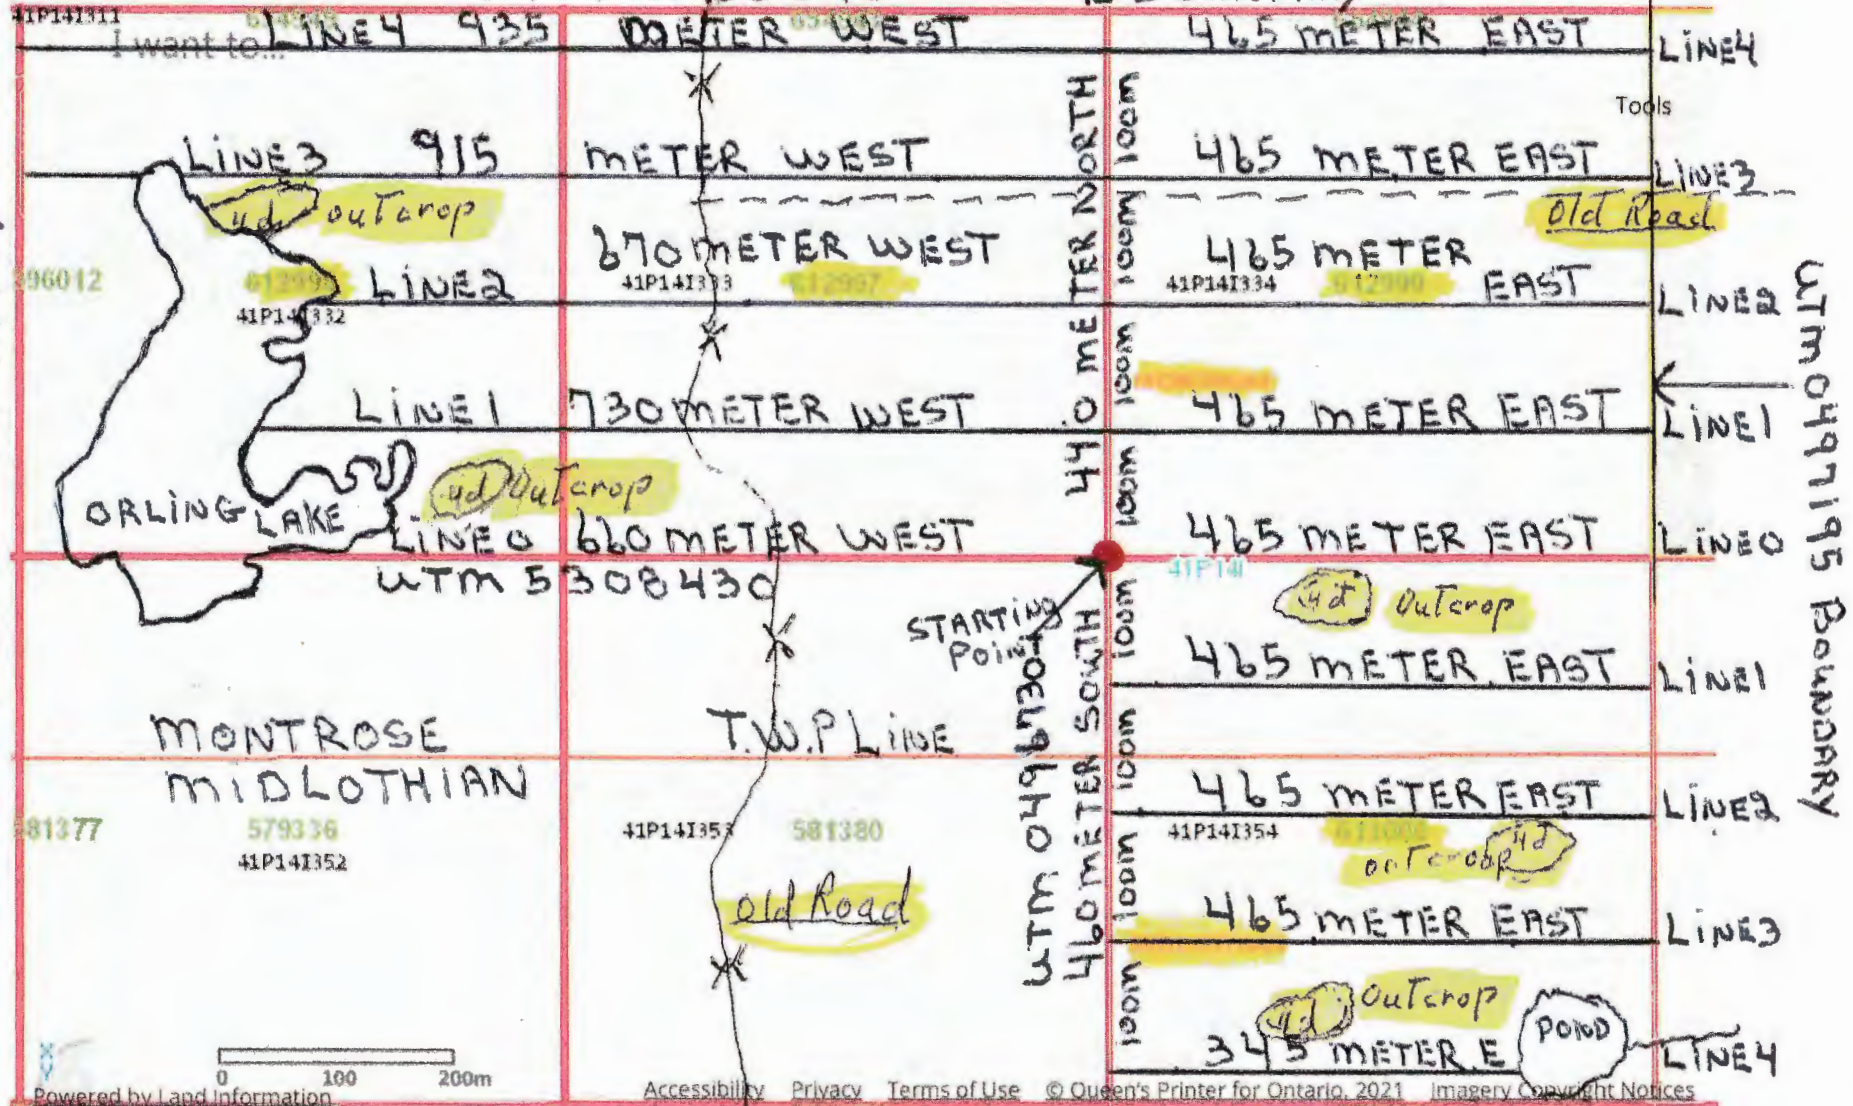 41P14I311
I want to...
LINE 4 935 METER WEST 465 METER EAST LINE4
Tools
100m
LINE3 915 METER WEST 465 METER EAST LINE3
4d outcrop
Old Road
100m
670 METER WEST 465 METER EAST
LINE2 LINE2
41P14I332
41P14I333
41P14I334
612997
440 METER NORTH
100m
LINE1 730 METER WEST 465 METER EAST LINE1
100m
4d Outcrop
ORLING LAKE
LINE0 660 METER WEST 465 METER EAST LINE0
UTM 5308430
41P14I
STARTING POINT
UTM 0497195 BOUNDARY
4d Outcrop
100m
465 METER EAST LINE1
MONTROSE T.W.P LINE
MIDLOTHIAN
460 METER SOUTH
100m
465 METER EAST LINE2
579336
41P14I352
41P14I353
581380
41P14I354
outcroop 4d
Old Road
100m
465 METER EAST LINE3
4d Outcrop
100m
345 METER E POND LINE4
0 100 200m
Powered by Land Information
Accessibility Privacy Terms of Use © Queen's Printer for Ontario, 2021 Imagery Copyright Notices